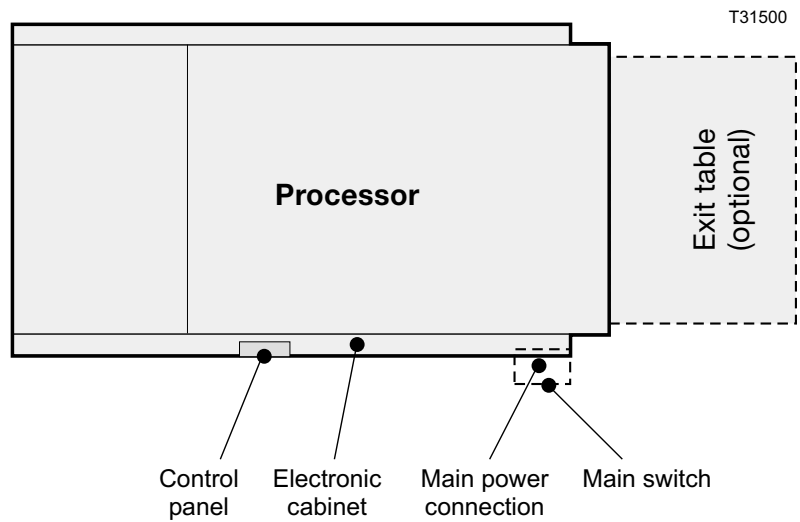 T31500
Processor
Exit table
(optional)
Control
panel
Electronic
cabinet
Main power
connection
Main switch